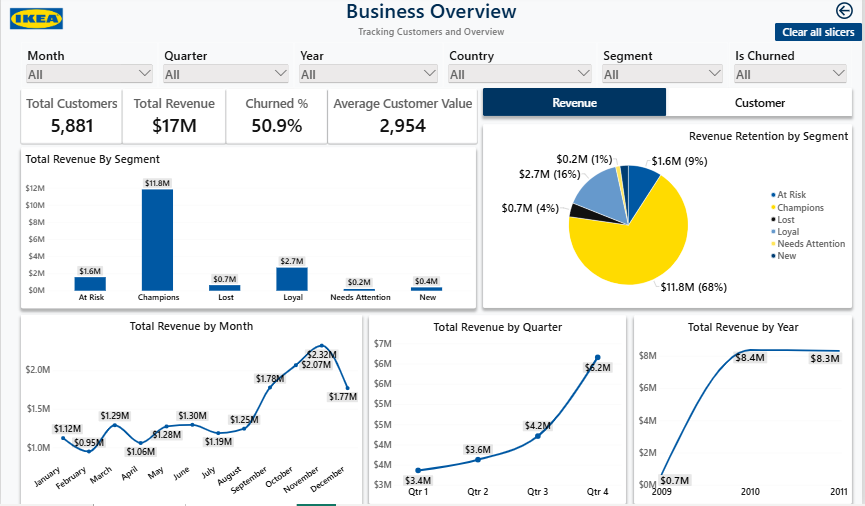 IKEA
Business Overview
Tracking Customers and Overview
Clear all slicers
Month
All
Quarter
All
Year
All
Country
All
Segment
All
Is Churned
All
Total Customers
5,881
Total Revenue
$17M
Churned %
50.9%
Average Customer Value
2,954
Revenue
Customer
Total Revenue By Segment
$12M
$10M
$8M
$6M
$4M
$2M
$0M
$1.6M
$11.8M
$0.7M
$2.7M
$0.2M
$0.4M
At Risk
Champions
Lost
Loyal
Needs Attention
New
Revenue Retention by Segment
$0.2M (1%)
$1.6M (9%)
$2.7M (16%)
$0.7M (4%)
$11.8M (68%)
At Risk
Champions
Lost
Loyal
Needs Attention
New
Total Revenue by Month
$2.0M
$1.5M
$1.0M
$1.12M
$0.95M
$1.29M
$1.06M
$1.28M
$1.30M
$1.19M
$1.25M
$1.78M
$2.07M
$2.32M
$1.77M
January
February
March
April
May
June
July
August
September
October
November
December
Total Revenue by Quarter
$7M
$6M
$6M
$5M
$5M
$4M
$4M
$3M
$3.4M
$3.6M
$4.2M
$6.2M
Qtr 1
Qtr 2
Qtr 3
Qtr 4
Total Revenue by Year
$8M
$6M
$4M
$2M
$0M
$0.7M
$8.4M
$8.3M
2009
2010
2011